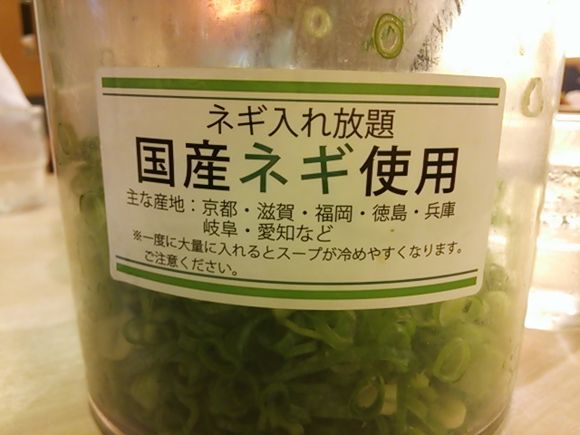 ネギ入れ放題
国産ネギ使用
主な産地：京都・滋賀・福岡・徳島・兵庫
岐阜・愛知など
※一度に大量に入れるとスープが冷めやすくなります。
ご注意ください。